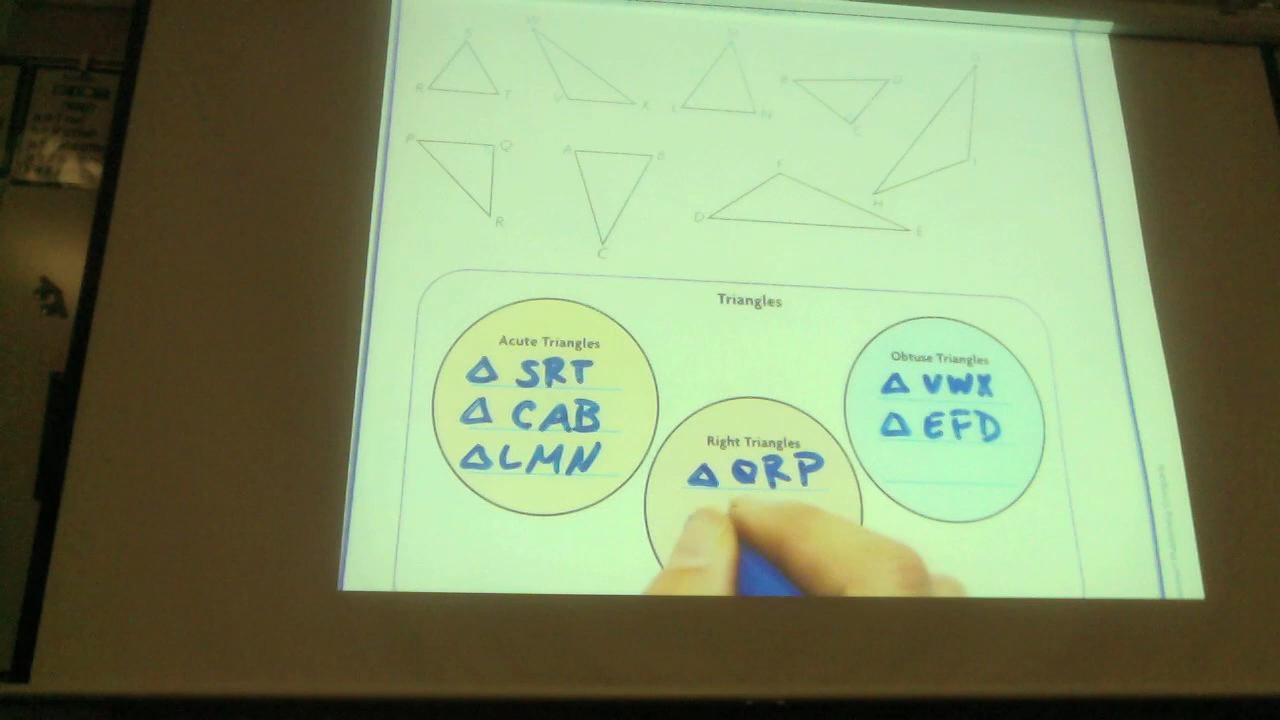 S
R
T
X
P
Q
R
A
B
C
D
F
E
H
Triangles
Acute Triangles
△ SRT
△ CAB
△ LMN
Right Triangles
△ QRP
Obtuse Triangles
△ VWX
△ EFD